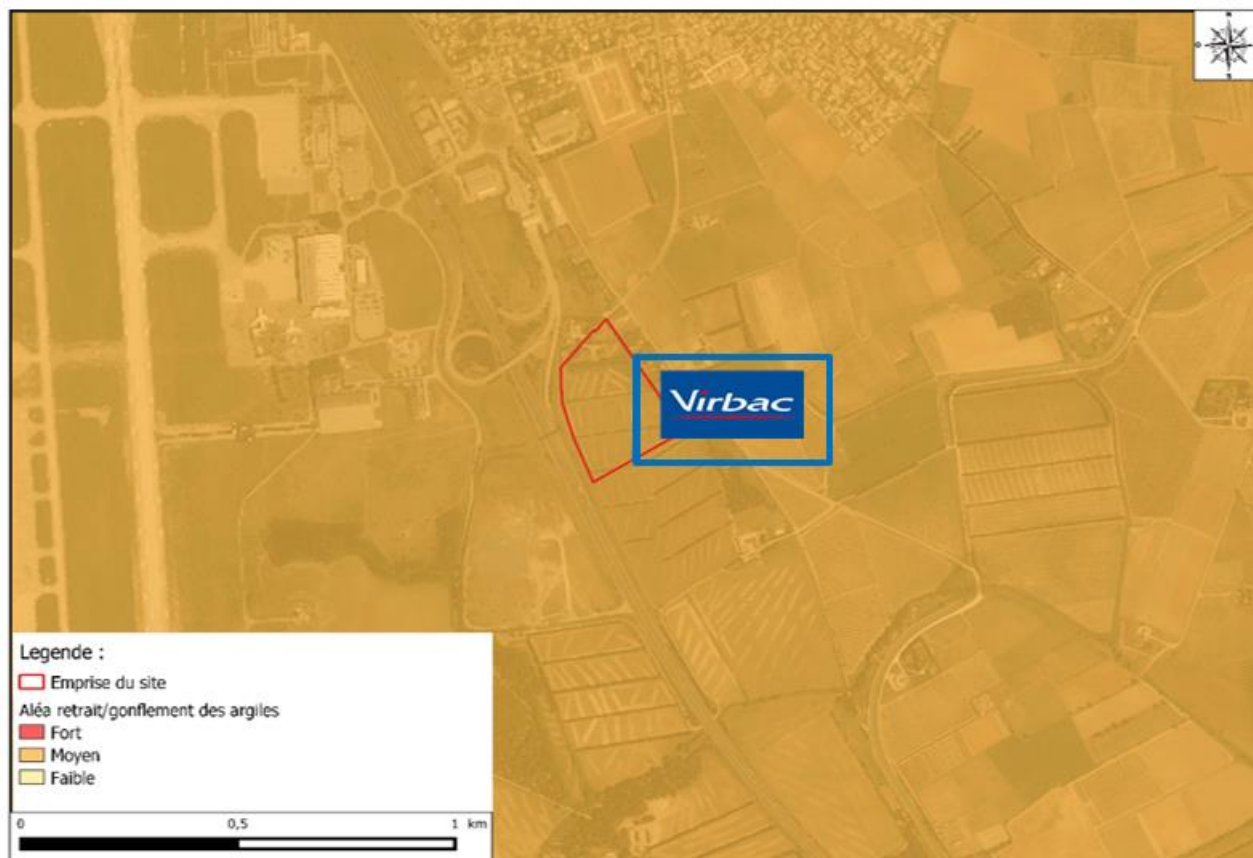 Virbac
Legende :
Emprise du site
Aléa retrait/gonflement des argiles
Fort
Moyen
Faible
0 0,5 1 km